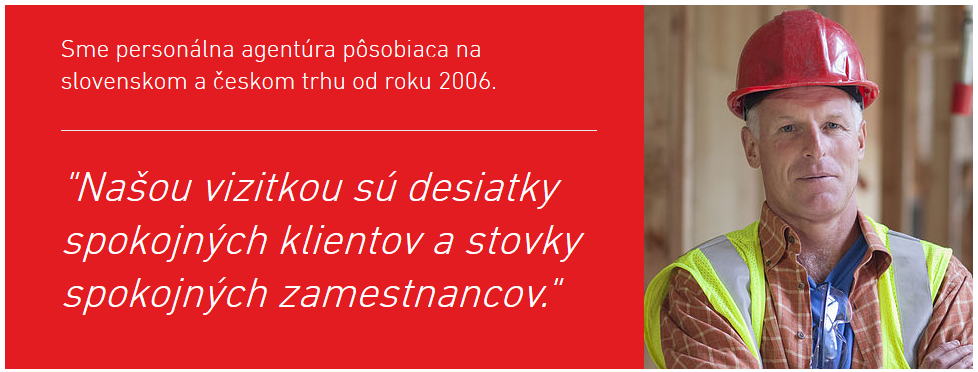 Sme personálna agentúra pôsobiaca na
slovenskom a českom trhu od roku 2006.
"Našou vizitkou sú desiatky
spokojných klientov a stovky
spokojných zamestnancov."